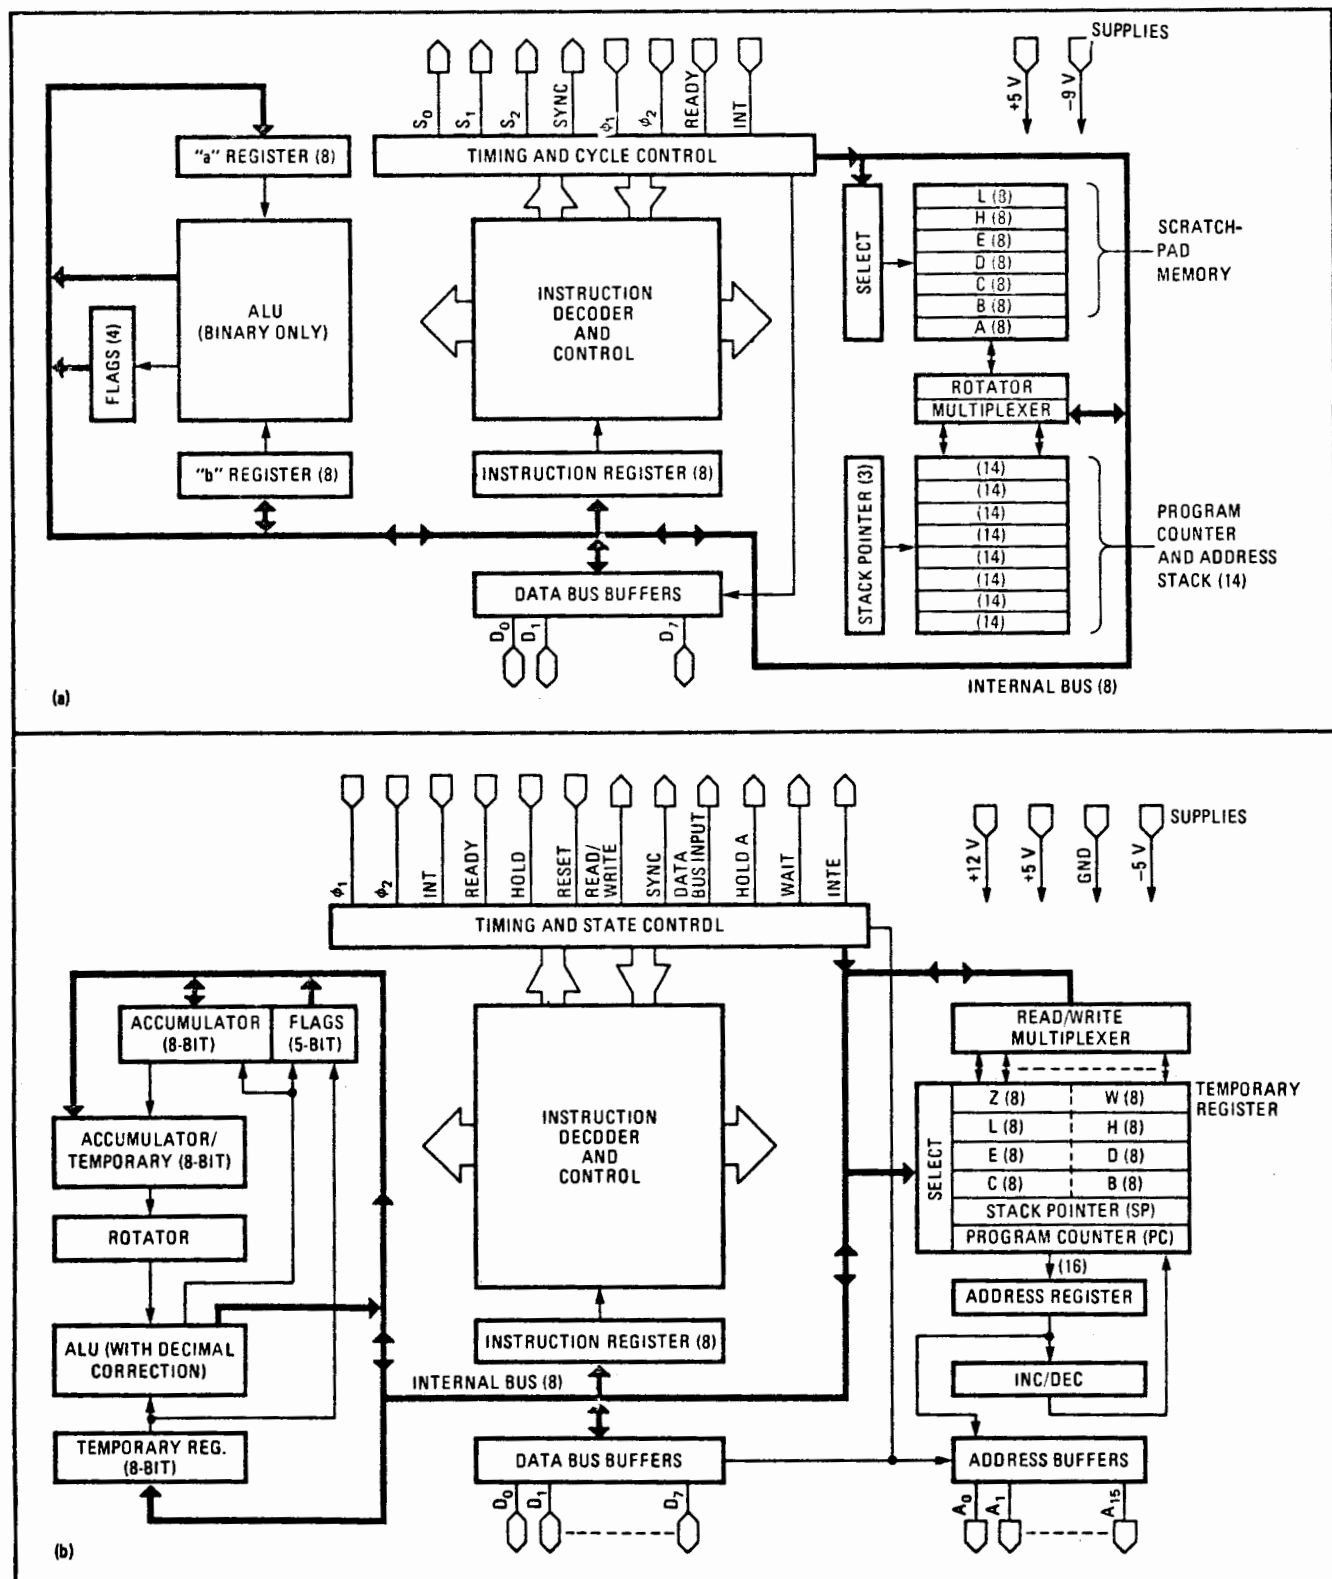 SUPPLIES
+5 V
−9 V
S0
S1
S2
SYNC
ϕ1
ϕ2
READY
INT
"a" REGISTER (8)
TIMING AND CYCLE CONTROL
ALU
(BINARY ONLY)
FLAGS (4)
"b" REGISTER (8)
INSTRUCTION
DECODER
AND
CONTROL
INSTRUCTION REGISTER (8)
DATA BUS BUFFERS
D0
D1
D7
SELECT
L (8)
H (8)
E (8)
D (8)
C (8)
B (8)
A (8)
SCRATCH-
PAD
MEMORY
ROTATOR
MULTIPLEXER
STACK POINTER (3)
(14)
(14)
(14)
(14)
(14)
(14)
(14)
(14)
PROGRAM
COUNTER
AND ADDRESS
STACK (14)
INTERNAL BUS (8)
(a)
ϕ1
ϕ2
INT
READY
HOLD
RESET
READ/
WRITE
SYNC
DATA
BUS INPUT
HOLD A
WAIT
INTE
+12 V
+5 V
GND
−5 V
SUPPLIES
TIMING AND STATE CONTROL
ACCUMULATOR
(8-BIT)
FLAGS
(5-BIT)
ACCUMULATOR/
TEMPORARY (8-BIT)
ROTATOR
ALU (WITH DECIMAL
CORRECTION)
TEMPORARY REG.
(8-BIT)
INSTRUCTION
DECODER
AND
CONTROL
INSTRUCTION REGISTER (8)
INTERNAL BUS (8)
DATA BUS BUFFERS
D0
D1
D7
READ/WRITE
MULTIPLEXER
TEMPORARY
REGISTER
SELECT
Z (8) W (8)
L (8) H (8)
E (8) D (8)
C (8) B (8)
STACK POINTER (SP)
PROGRAM COUNTER (PC)
(16)
ADDRESS REGISTER
INC/DEC
ADDRESS BUFFERS
A0
A1
A15
(b)